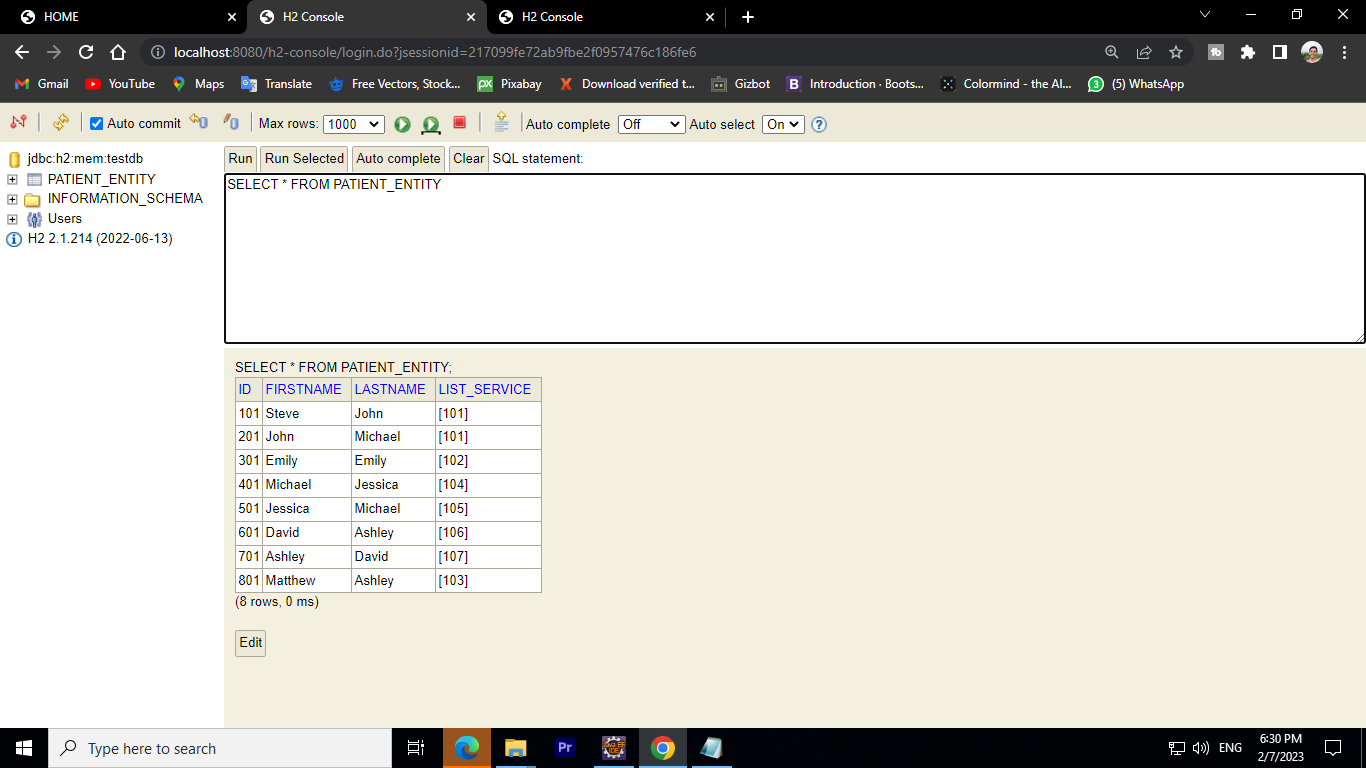 HOME
H2 Console
H2 Console
localhost:8080/h2-console/login.do?jsessionid=217099fe72ab9fbe2f0957476c186fe6
Gmail YouTube Maps Translate Free Vectors, Stock... px Pixabay X Download verified t... Gizbot B Introduction · Boots... Colormind - the AI... 3 (5) WhatsApp
Auto commit Max rows: 1000 Auto complete Off Auto select On ?
jdbc:h2:mem:testdb
PATIENT_ENTITY
INFORMATION_SCHEMA
Users
H2 2.1.214 (2022-06-13)
Run Run Selected Auto complete Clear SQL statement:
SELECT * FROM PATIENT_ENTITY
SELECT * FROM PATIENT_ENTITY;
ID FIRSTNAME LASTNAME LIST_SERVICE
101 Steve John [101]
201 John Michael [101]
301 Emily Emily [102]
401 Michael Jessica [104]
501 Jessica Michael [105]
601 David Ashley [106]
701 Ashley David [107]
801 Matthew Ashley [103]
(8 rows, 0 ms)
Edit
Type here to search
Pr
ENG
6:30 PM
2/7/2023